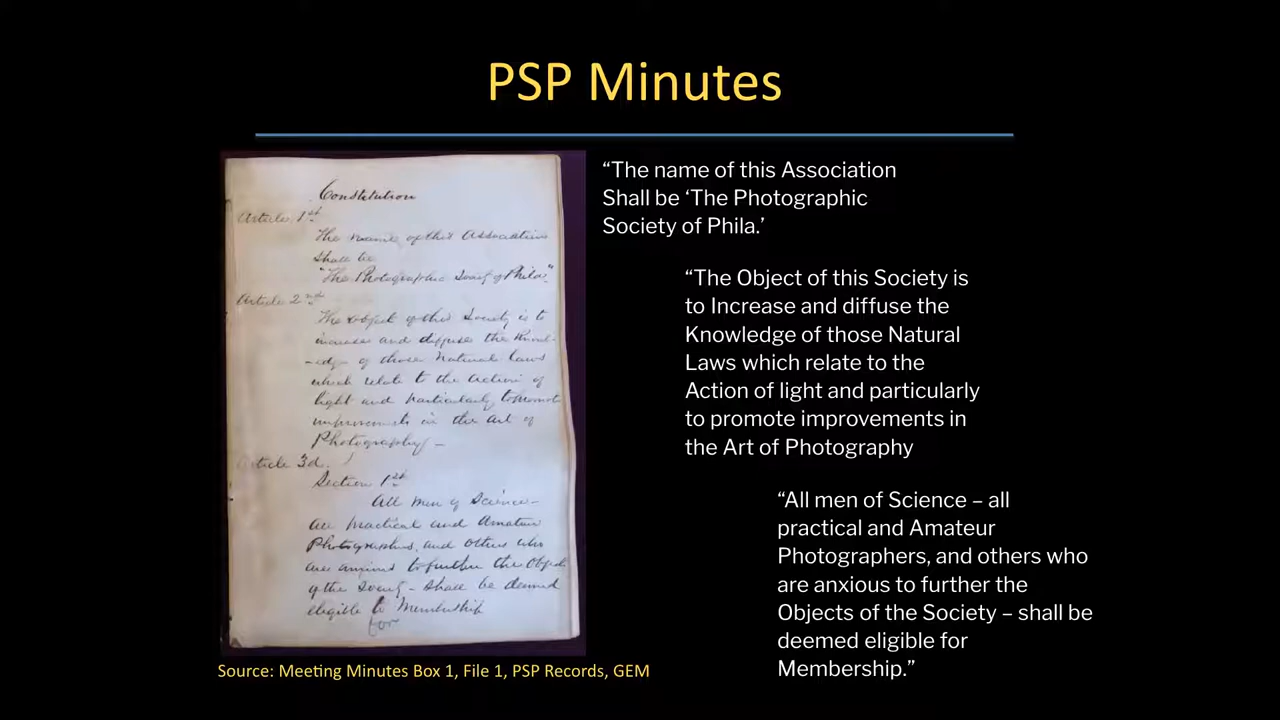 PSP Minutes
Constitution
Article 1st
The name of this Association
Shall be
"The Photographic Society of Phila."
Article 2nd
The object of this Society is to
increase and diffuse the Knowl-
-edge of those Natural laws
which relate to the action of
light and particularly to promote
improvements in the art of
Photography –
Article 3d.
Section 1st
All men of Science –
all practical and Amateur
Photographers, and others who
are anxious to further the Objects
of the Society – shall be deemed
eligible to Membership
for
Source: Meeting Minutes Box 1, File 1, PSP Records, GEM
“The name of this Association
Shall be ‘The Photographic
Society of Phila.’
“The Object of this Society is
to Increase and diffuse the
Knowledge of those Natural
Laws which relate to the
Action of light and particularly
to promote improvements in
the Art of Photography
“All men of Science – all
practical and Amateur
Photographers, and others who
are anxious to further the
Objects of the Society – shall be
deemed eligible for
Membership.”